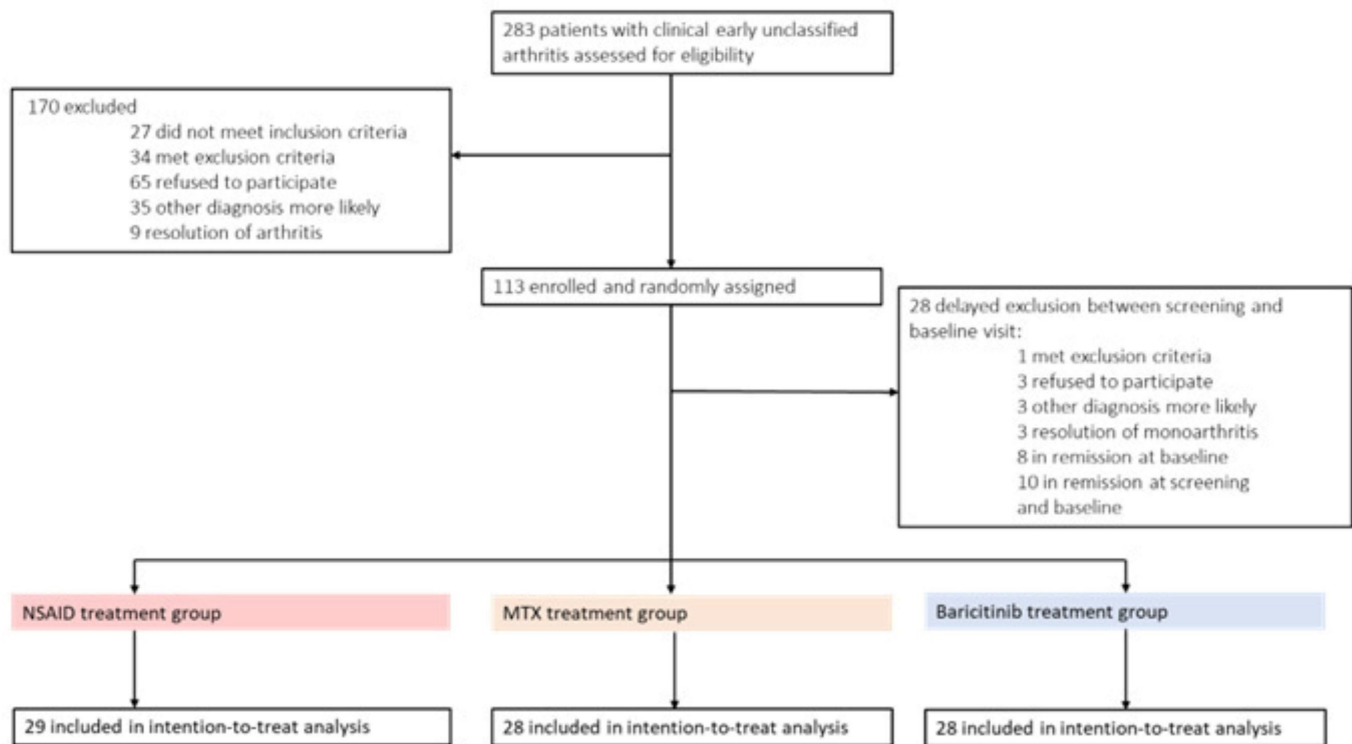 283 patients with clinical early unclassified
arthritis assessed for eligibility
170 excluded
27 did not meet inclusion criteria
34 met exclusion criteria
65 refused to participate
35 other diagnosis more likely
9 resolution of arthritis
113 enrolled and randomly assigned
28 delayed exclusion between screening and
baseline visit:
1 met exclusion criteria
3 refused to participate
3 other diagnosis more likely
3 resolution of monoarthritis
8 in remission at baseline
10 in remission at screening
and baseline
NSAID treatment group
MTX treatment group
Baricitinib treatment group
29 included in intention-to-treat analysis
28 included in intention-to-treat analysis
28 included in intention-to-treat analysis